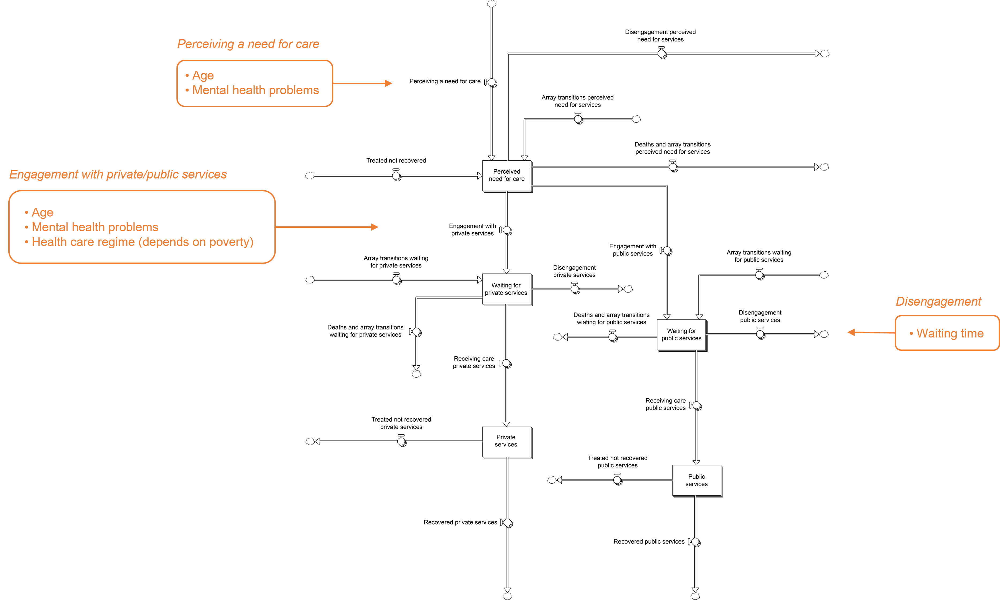 Disengagement perceived
need for services
Perceiving a need for care
• Age
• Mental health problems
Perceiving a need for care
Array transitions perceived
need for services
Deaths and array transitions
perceived need for services
Treated not recovered
Engagement with private/public services
Perceived
need for care
• Age
• Mental health problems
• Health care regime (depends on poverty)
Engagement with
private services
Engagement with
public services
Array transitions waiting
for public services
Array transitions waiting
for private services
Disengagement
private services
Waiting for
private services
Disengagement
• Waiting time
Deaths and array transitions
wiating for public services
Disengagement
public services
Waiting for
public services
Deaths and array transitions
waiting for private services
Receiving care
private services
Receiving care
public services
Treated not recovered
private services
Private
services
Treated not recovered
public services
Public
services
Recovered private services
Recovered public services